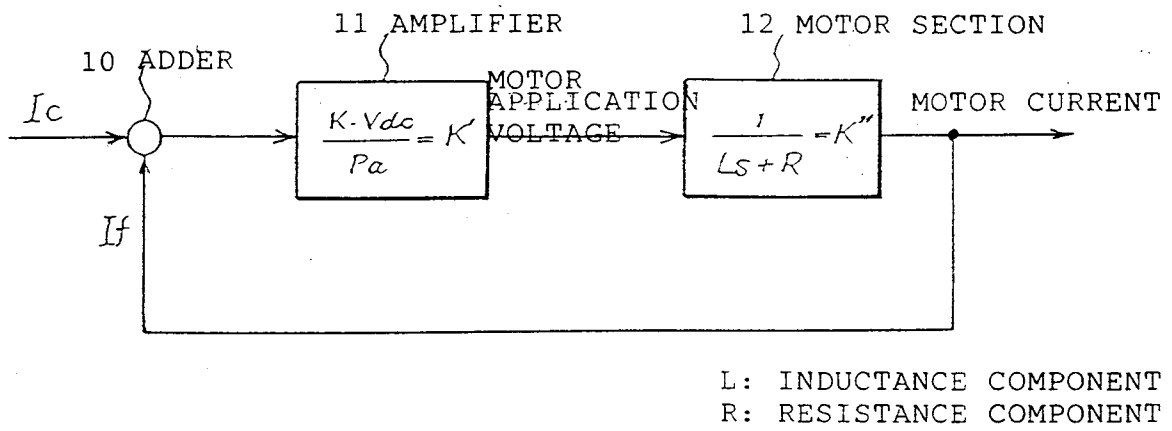 11 AMPLIFIER
12 MOTOR SECTION
10 ADDER
Ic
K·Vdc
Pa
= K'
MOTOR
APPLICATION
VOLTAGE
1
Ls + R
= K"
MOTOR CURRENT
If
L: INDUCTANCE COMPONENT
R: RESISTANCE COMPONENT